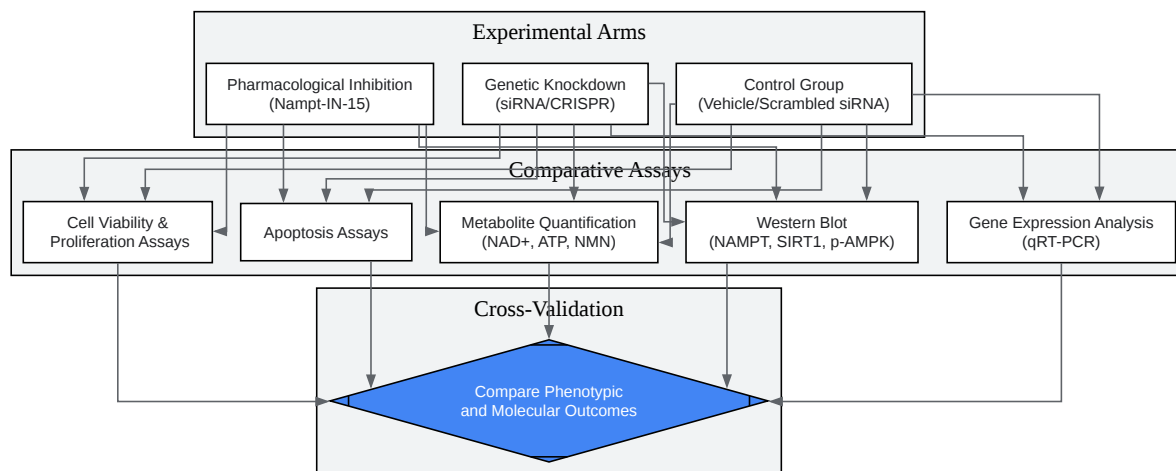 Experimental Arms
Pharmacological Inhibition
(Nampt-IN-15)
Genetic Knockdown
(siRNA/CRISPR)
Control Group
(Vehicle/Scrambled siRNA)
Comparative Assays
Cell Viability &
Proliferation Assays
Apoptosis Assays
Metabolite Quantification
(NAD+, ATP, NMN)
Western Blot
(NAMPT, SIRT1, p-AMPK)
Gene Expression Analysis
(qRT-PCR)
Cross-Validation
Compare Phenotypic
and Molecular Outcomes